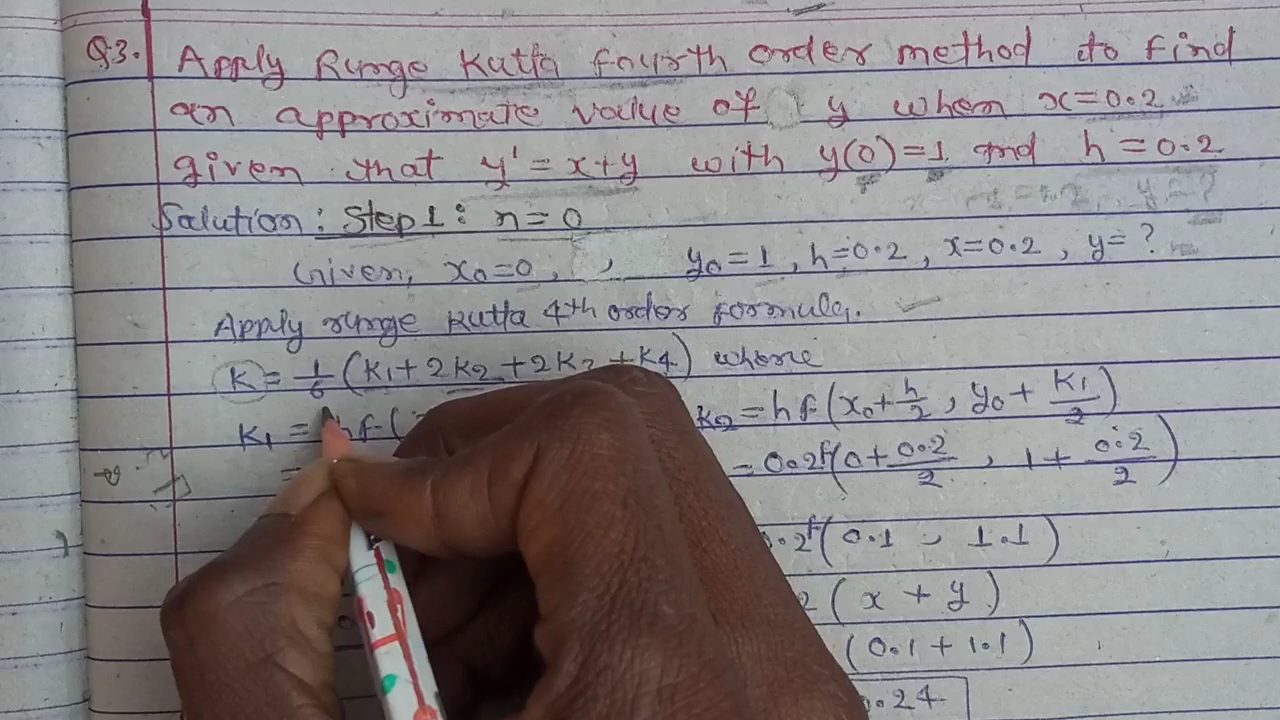 Q.3. Apply Runge Kutta fourth order method to find
an approximate value of y when x=0.2
given that y' = x+y with y(0)=1 and h=0.2
Solution: Step 1: n=0
Given, x₀=0, , y₀=1, h=0.2, x=0.2, y=?
Apply runge kutta 4th order formula.
K = 1/6 (K₁+2K₂+2K₃+K₄) where
K₁ = hf(
K₂ = hf(x₀+h/2, y₀+K₁/2)
=
= 0.2f(0+0.2/2, 1+0.2/2)
.2f(0.1, 1.1)
2(x+y)
(0.1+1.1)
.24